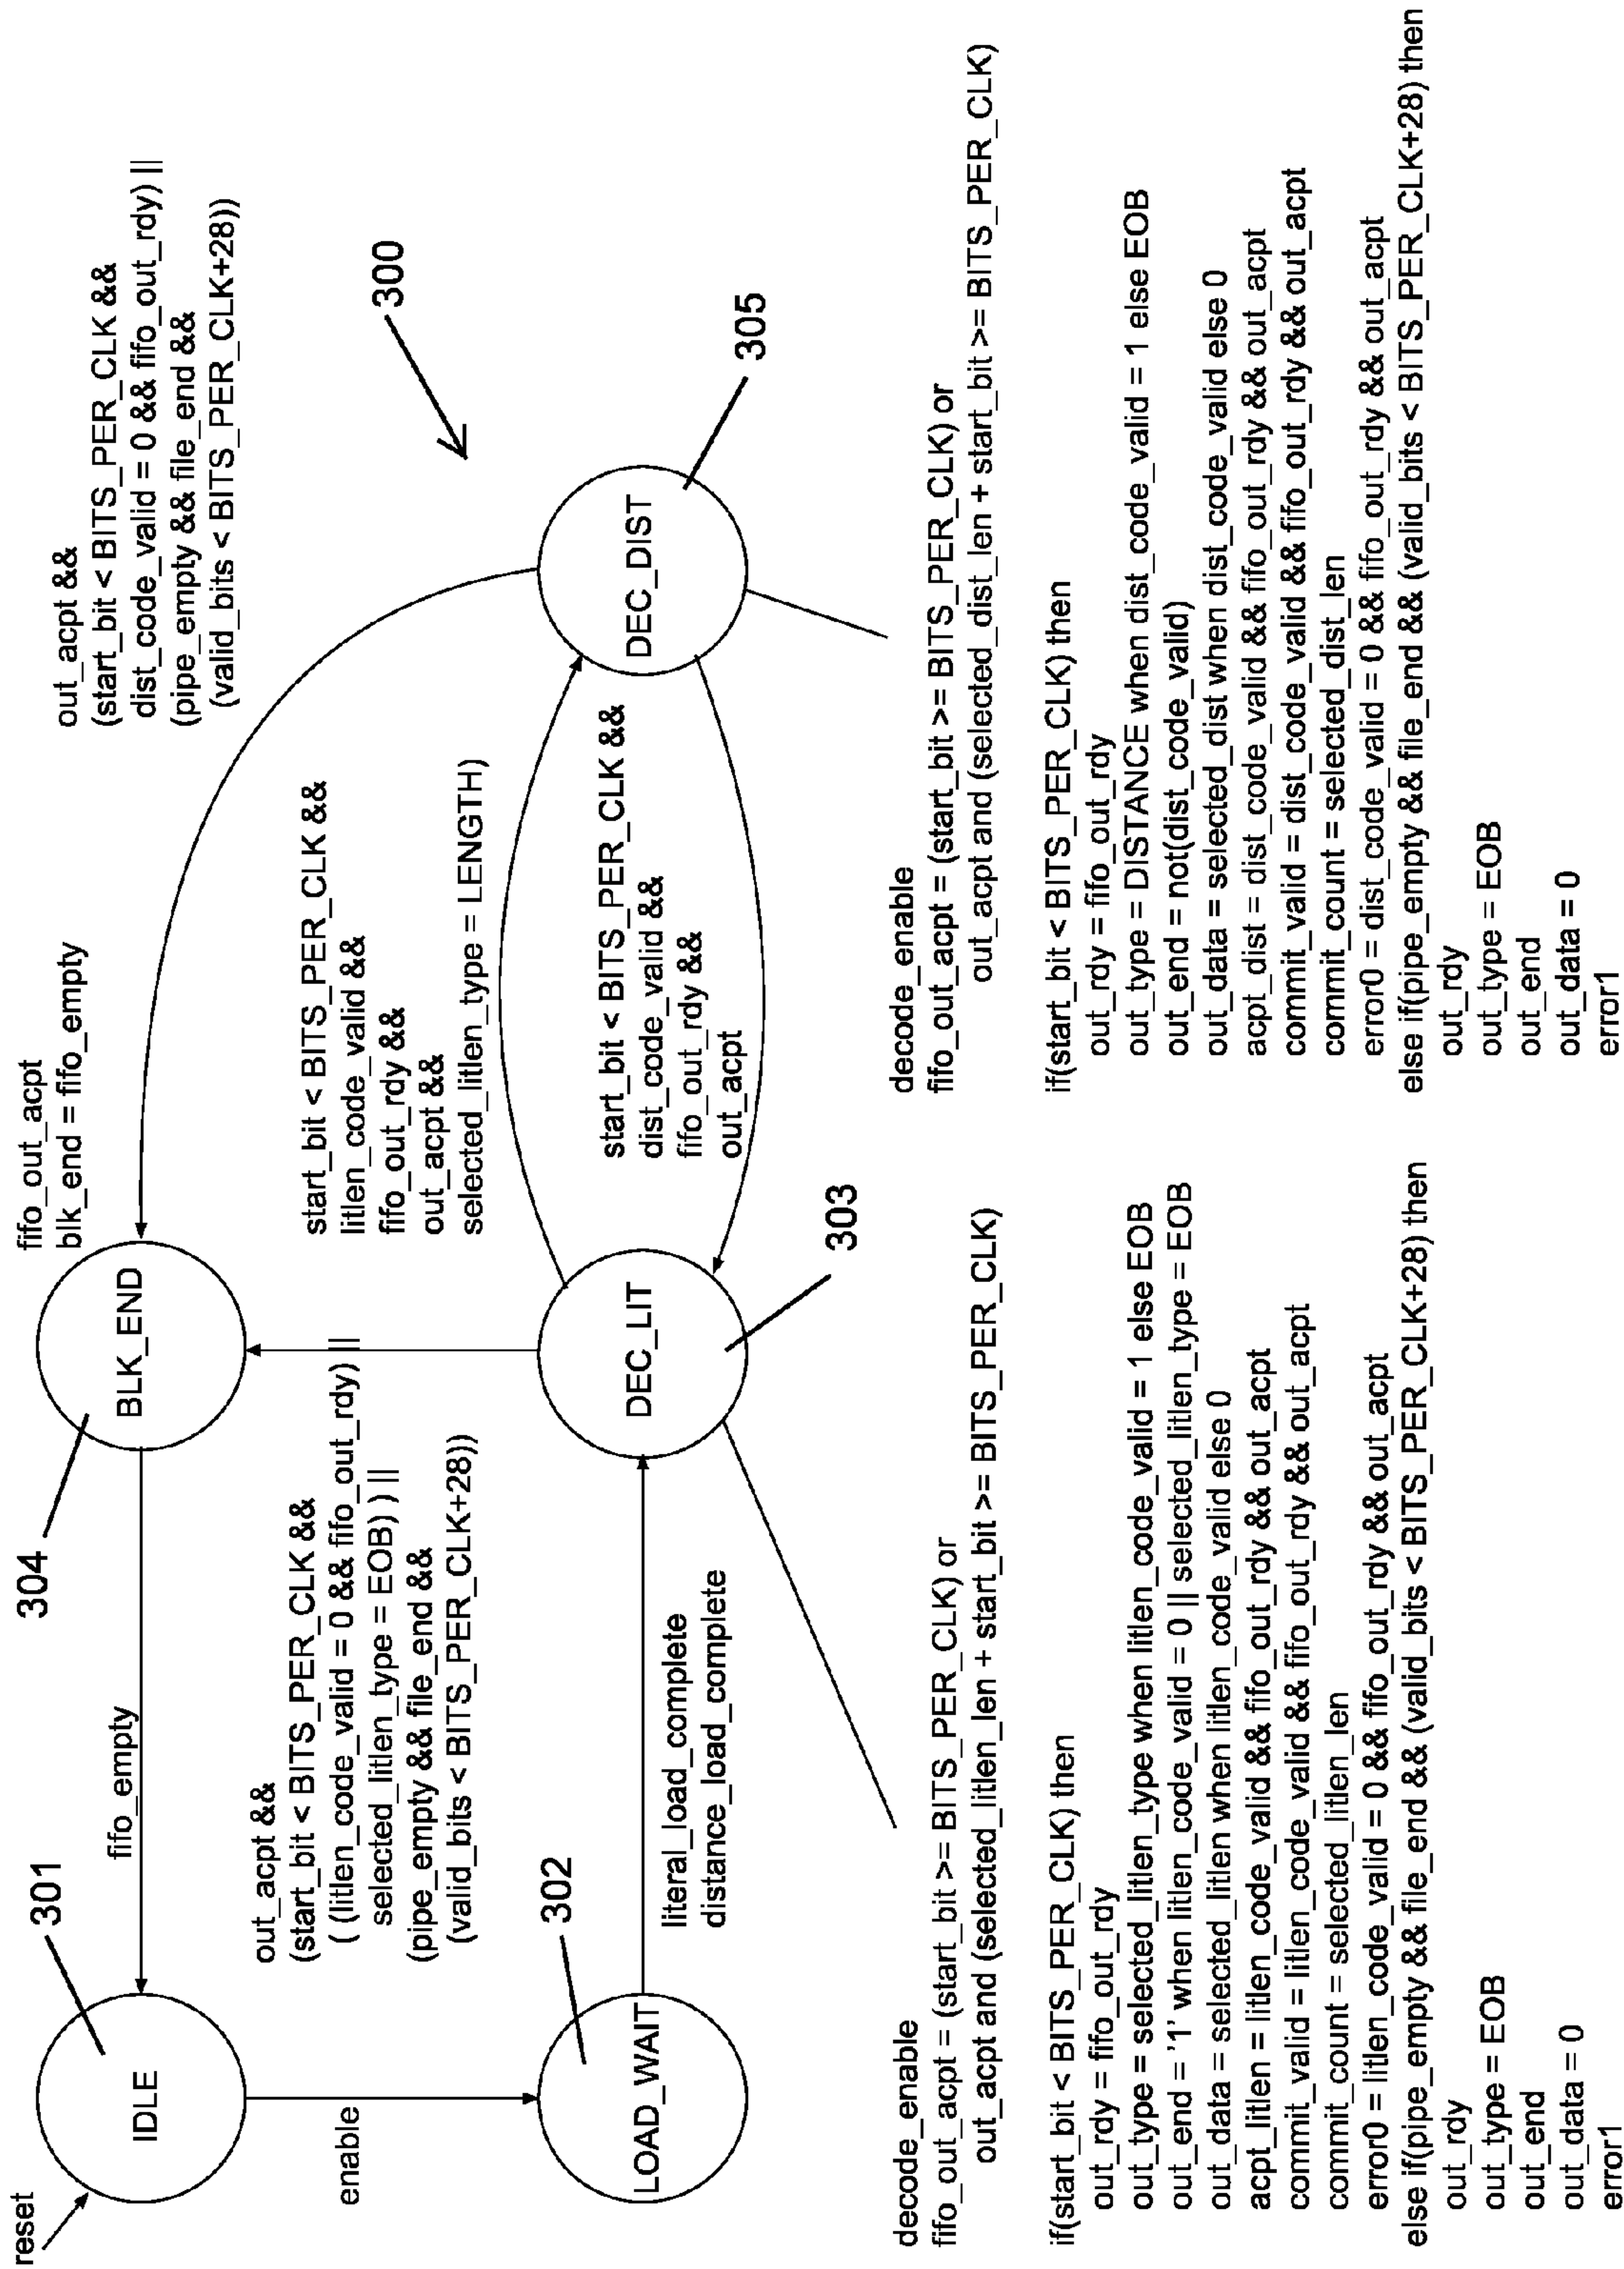 reset
IDLE
301
enable
fifo_empty
304
BLK_END
fifo_out_acpt
blk_end = fifo_empty
out_acpt &&
(start_bit < BITS_PER_CLK &&
dist_code_valid = 0 && fifo_out_rdy) ||
(pipe_empty && file_end &&
(valid_bits < BITS_PER_CLK+28))
300
out_acpt &&
(start_bit < BITS_PER_CLK &&
( (litlen_code_valid = 0 && fifo_out_rdy) ||
selected_litlen_type = EOB) ) ||
(pipe_empty && file_end &&
(valid_bits < BITS_PER_CLK+28))
start_bit < BITS_PER_CLK &&
litlen_code_valid &&
fifo_out_rdy &&
out_acpt &&
selected_litlen_type = LENGTH)
LOAD_WAIT
302
literal_load_complete
distance_load_complete
DEC_LIT
303
start_bit < BITS_PER_CLK &&
dist_code_valid &&
fifo_out_rdy &&
out_acpt
DEC_DIST
305
decode_enable
fifo_out_acpt = (start_bit >= BITS_PER_CLK) or
out_acpt and (selected_litlen_len + start_bit >= BITS_PER_CLK)
if(start_bit < BITS_PER_CLK) then
out_rdy = fifo_out_rdy
out_type = selected_litlen_type when litlen_code_valid = 1 else EOB
out_end = '1' when litlen_code_valid = 0 || selected_litlen_type = EOB
out_data = selected_litlen when litlen_code_valid else 0
acpt_litlen = litlen_code_valid && fifo_out_rdy && out_acpt
commit_valid = litlen_code_valid && fifo_out_rdy && out_acpt
commit_count = selected_litlen_len
error0 = litlen_code_valid = 0 && fifo_out_rdy && out_acpt
else if(pipe_empty && file_end && (valid_bits < BITS_PER_CLK+28) then
out_rdy
out_type = EOB
out_end
out_data = 0
error1
decode_enable
fifo_out_acpt = (start_bit >= BITS_PER_CLK) or
out_acpt and (selected_dist_len + start_bit >= BITS_PER_CLK)
if(start_bit < BITS_PER_CLK) then
out_rdy = fifo_out_rdy
out_type = DISTANCE when dist_code_valid = 1 else EOB
out_end = not(dist_code_valid)
out_data = selected_dist when dist_code_valid else 0
acpt_dist = dist_code_valid && fifo_out_rdy && out_acpt
commit_valid = dist_code_valid && fifo_out_rdy && out_acpt
commit_count = selected_dist_len
error0 = dist_code_valid = 0 && fifo_out_rdy && out_acpt
else if(pipe_empty && file_end && (valid_bits < BITS_PER_CLK+28) then
out_rdy
out_type = EOB
out_end
out_data = 0
error1